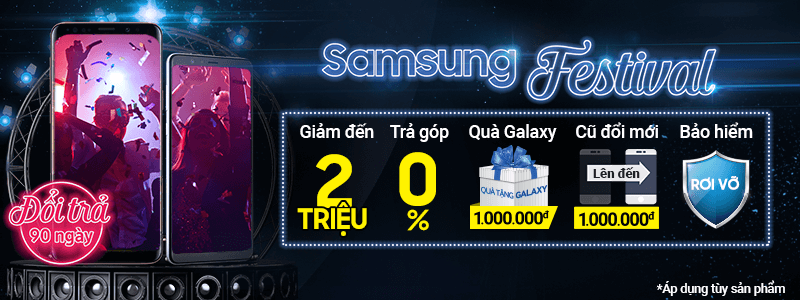 Samsung Festival
Giảm đến
2
TRIỆU
Trả góp
0
%
Quà Galaxy
QUÀ TẶNG GALAXY
1.000.000đ
Cũ đổi mới
Lên đến
1.000.000đ
Bảo hiểm
RƠI VỠ
Đổi trả
90 ngày
*Áp dụng tùy sản phẩm